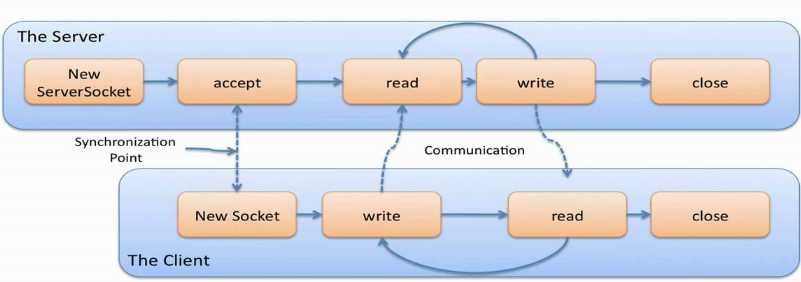 The Server
New
ServerSocket
accept
read
write
close
Synchronization
Point
Communication
New Socket
write
read
close
The Client